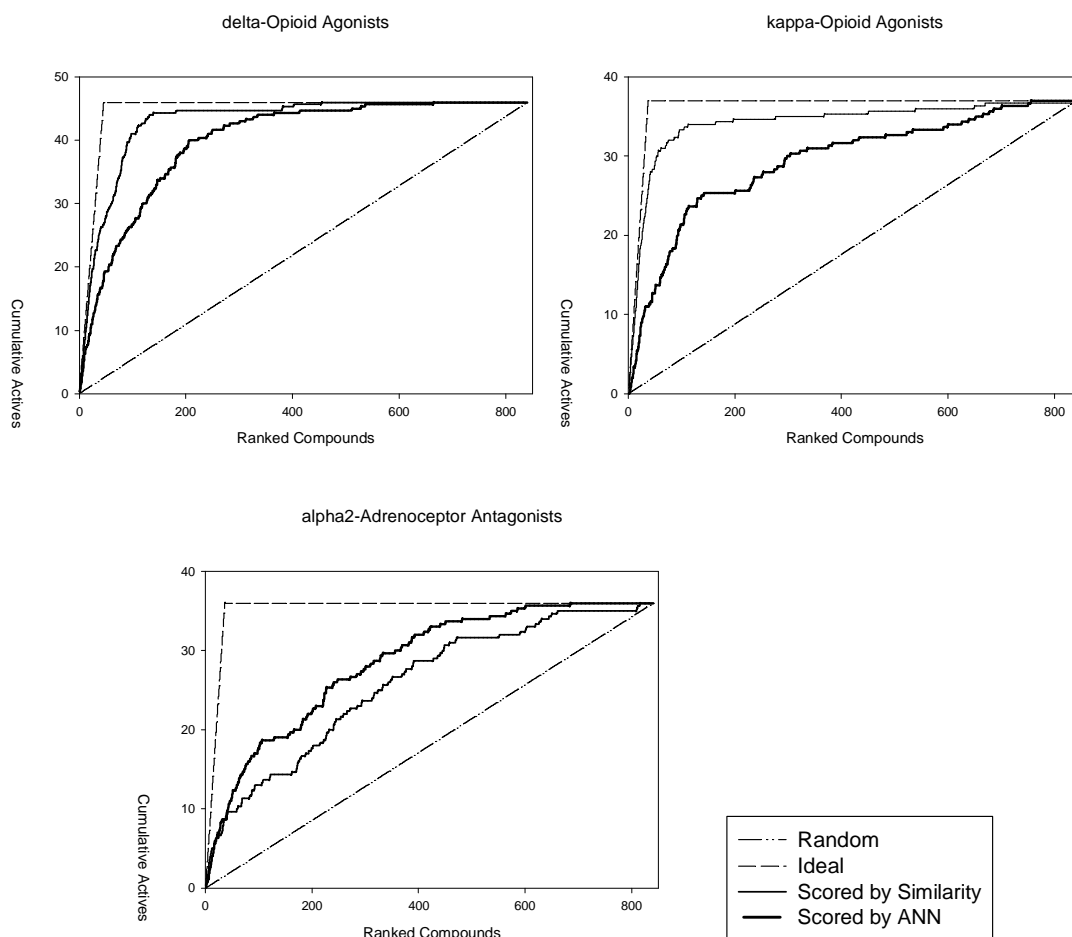 delta-Opioid Agonists
50
40
30
20
10
0
0 200 400 600 800
Cumulative Actives
Ranked Compounds
kappa-Opioid Agonists
40
30
20
10
0
0 200 400 600 800
Cumulative Actives
Ranked Compounds
alpha2-Adrenoceptor Antagonists
40
30
20
10
0
0 200 400 600 800
Cumulative Actives
Ranked Compounds
Random
Ideal
Scored by Similarity
Scored by ANN